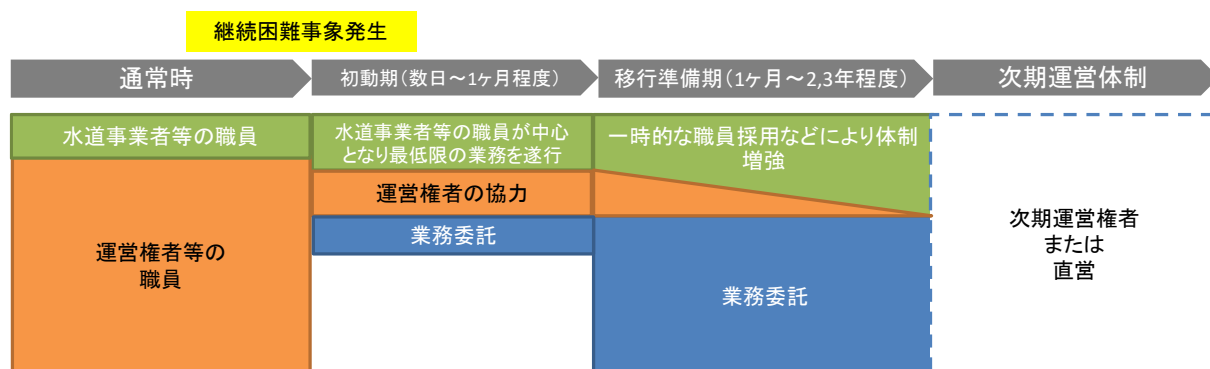 継続困難事象発生
通常時
初動期(数日～1ヶ月程度)
移行準備期(1ヶ月～2,3年程度)
次期運営体制
水道事業者等の職員
水道事業者等の職員が中心
となり最低限の業務を遂行
一時的な職員採用などにより体制
増強
運営権者の協力
業務委託
運営権者等の
職員
業務委託
次期運営権者
または
直営